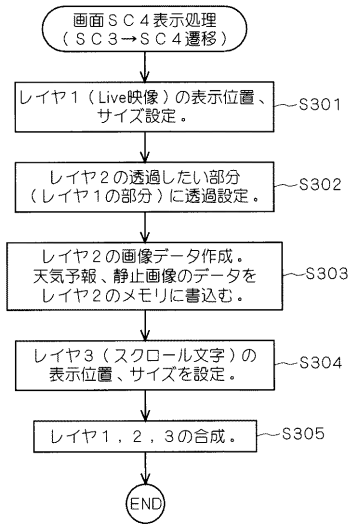 画面SC4表示処理
(SC3→SC4遷移)
レイヤ1(Live映像)の表示位置、
サイズ設定。
S301
レイヤ2の透過したい部分
(レイヤ1の部分)に透過設定。
S302
レイヤ2の画像データ作成。
天気予報、静止画像のデータを
レイヤ2のメモリに書込む。
S303
レイヤ3(スクロール文字)の
表示位置、サイズを設定。
S304
レイヤ1,2,3の合成。
S305
END